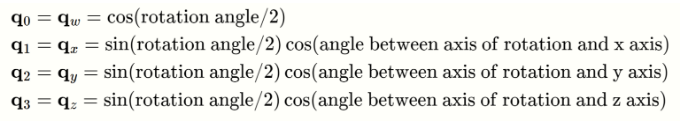 q₀ = q_w = cos(rotation angle/2)
q₁ = q_x = sin(rotation angle/2) cos(angle between axis of rotation and x axis)
q₂ = q_y = sin(rotation angle/2) cos(angle between axis of rotation and y axis)
q₃ = q_z = sin(rotation angle/2) cos(angle between axis of rotation and z axis)